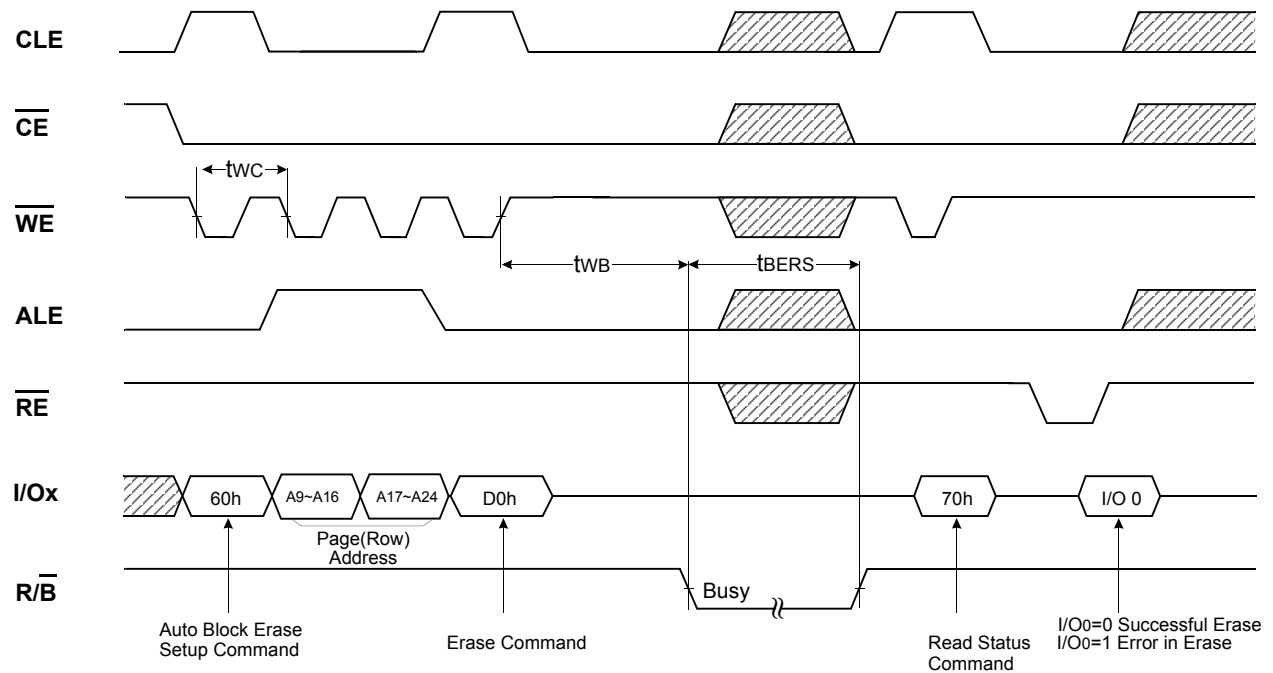 CLE
CE
tWC
WE
tWB
tBERS
ALE
RE
I/Ox
60h
A9~A16
A17~A24
D0h
70h
I/O 0
Page(Row)
Address
R/B
Busy
Auto Block Erase
Setup Command
Erase Command
Read Status
Command
I/O0=0 Successful Erase
I/O0=1 Error in Erase